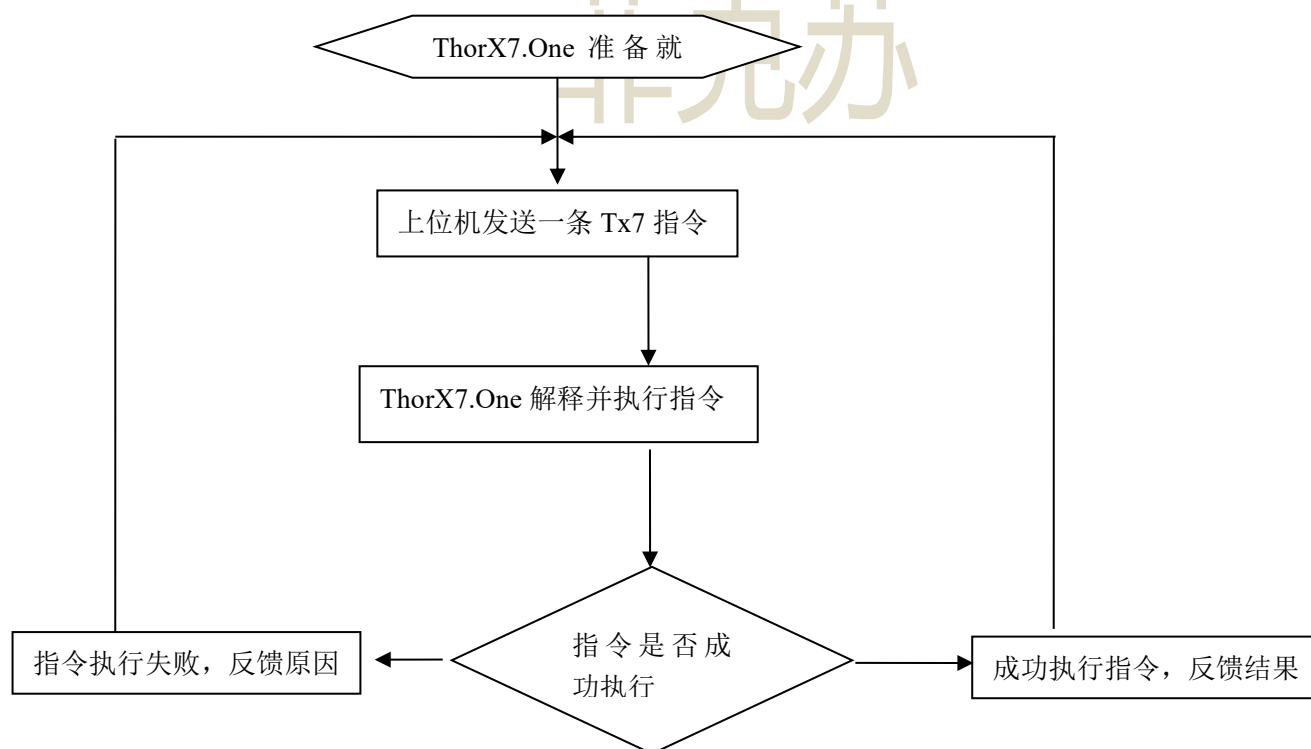 ThorX7.One 准备就
上位机发送一条 Tx7 指令
ThorX7.One 解释并执行指令
指令是否成
功执行
指令执行失败，反馈原因
成功执行指令，反馈结果